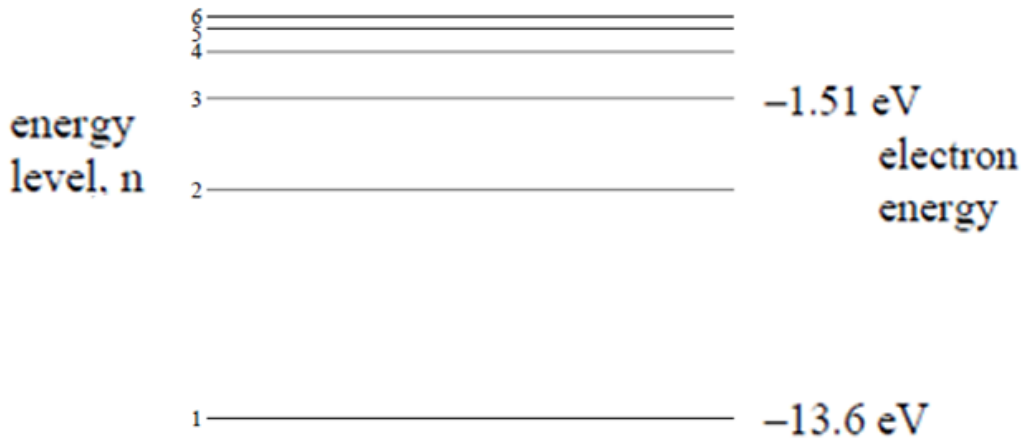 6
5
4
3
–1.51 eV
energy
level, n
electron
energy
2
1
–13.6 eV